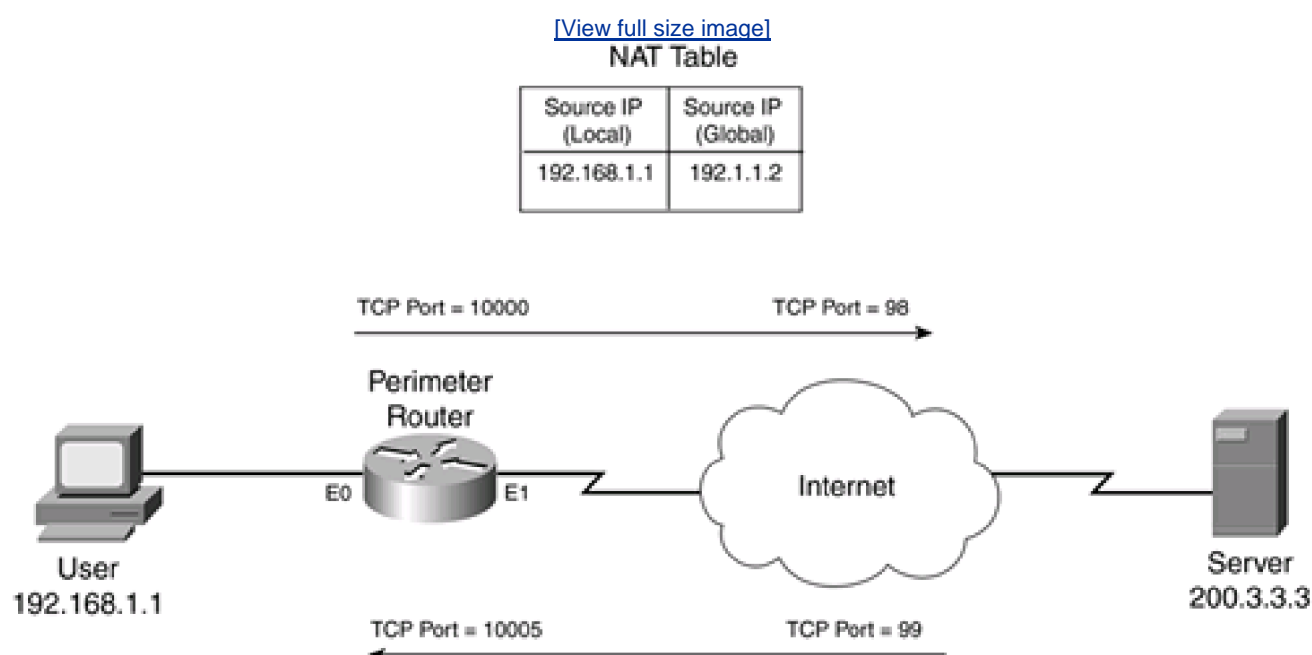 [View full size image]
NAT Table
Source IP (Local)
Source IP (Global)
192.168.1.1
192.1.1.2
TCP Port = 10000
TCP Port = 98
Perimeter
Router
E0
E1
Internet
User
192.168.1.1
Server
200.3.3.3
TCP Port = 10005
TCP Port = 99